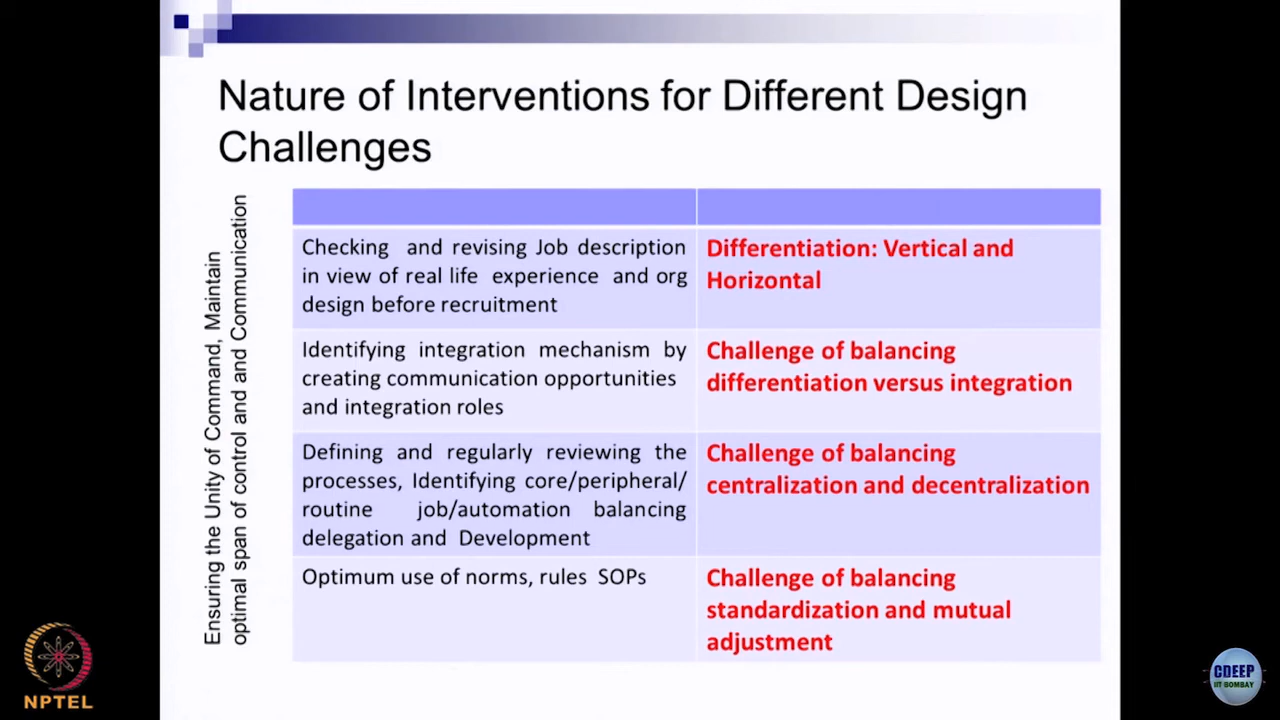 Nature of Interventions for Different Design
Challenges
Ensuring the Unity of Command, Maintain
optimal span of control and and Communication
Checking and revising Job description
in view of real life experience and org
design before recruitment
Differentiation: Vertical and
Horizontal
Identifying integration mechanism by
creating communication opportunities
and integration roles
Challenge of balancing
differentiation versus integration
Defining and regularly reviewing the
processes, Identifying core/peripheral/
routine job/automation balancing
delegation and Development
Challenge of balancing
centralization and decentralization
Optimum use of norms, rules SOPs
Challenge of balancing
standardization and mutual
adjustment
NPTEL
CDEEP
IIT BOMBAY